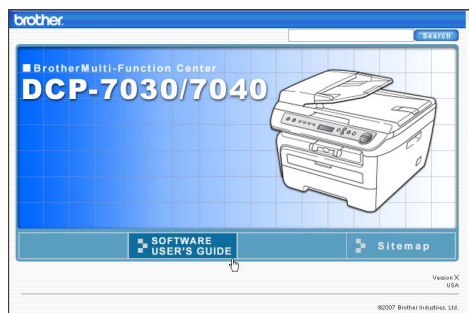 brother
Search
BrotherMulti-Function Center
DCP-7030/7040
SOFTWARE
USER'S GUIDE
Sitemap
Version X
USA
©2007 Brother Industries, Ltd.